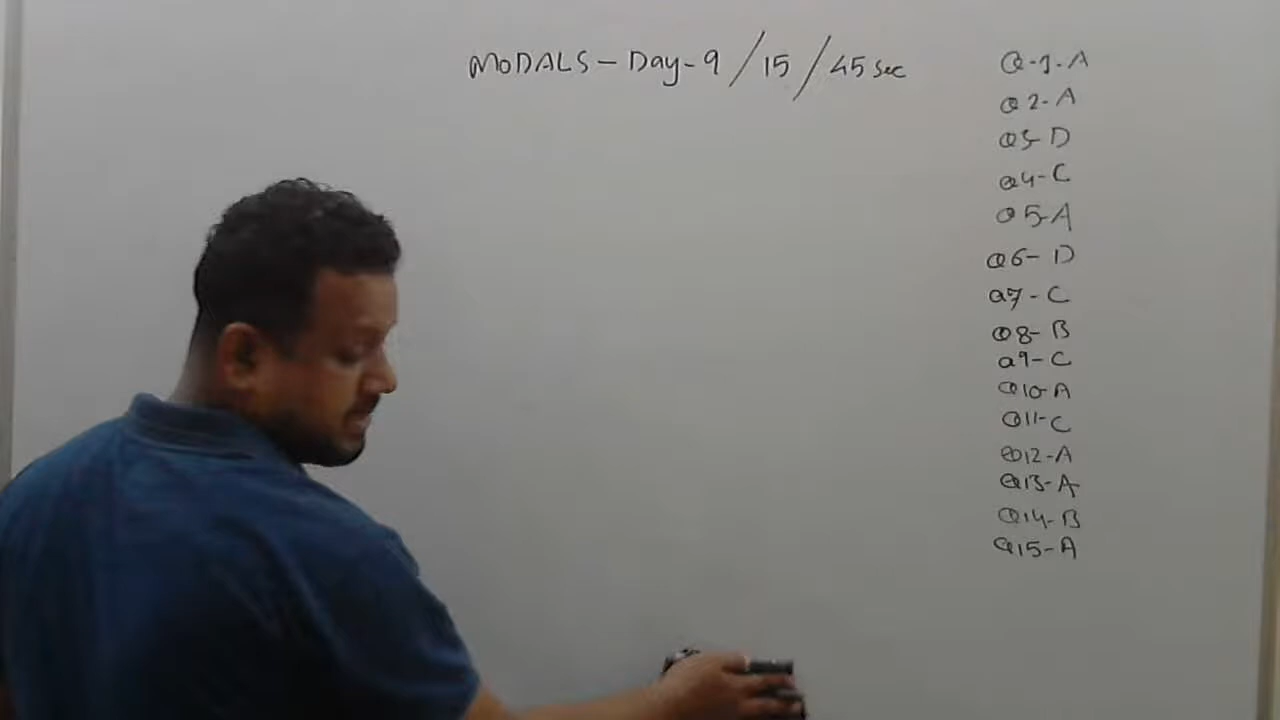 MODALS - Day-9 / 15 / 45 sec
Q-1-A
Q2-A
Q3-D
Q4-C
Q5-A
Q6-D
Q7-C
Q8-B
Q9-C
Q10-A
Q11-C
Q12-A
Q13-A
Q14-B
Q15-A